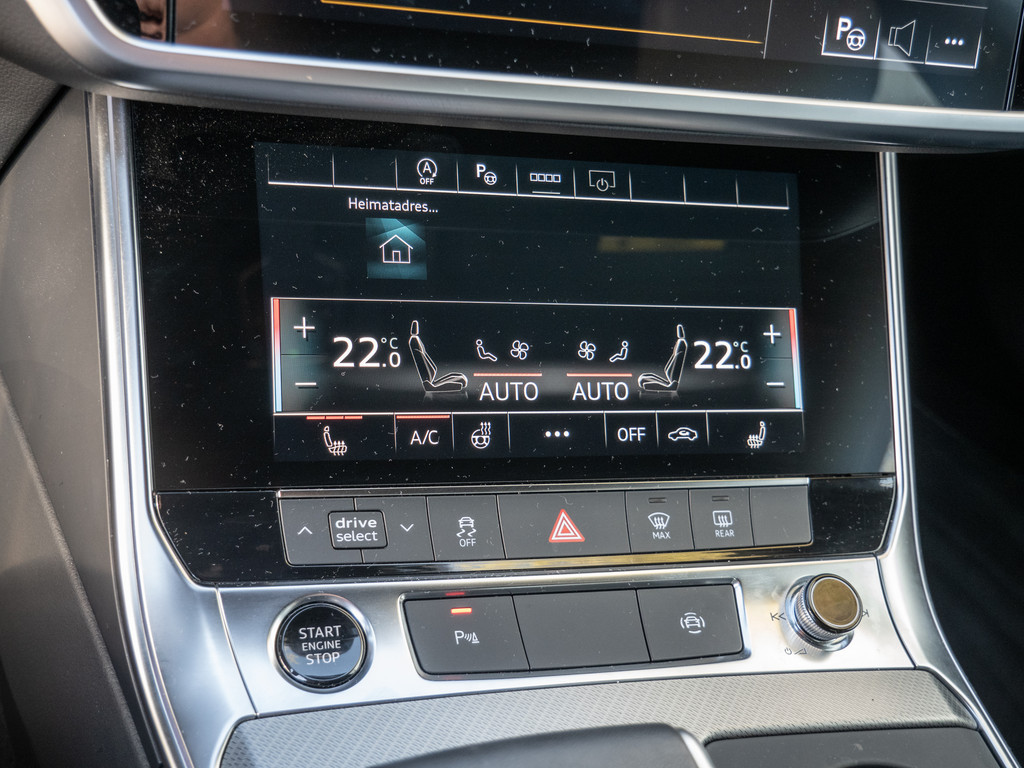 P
•••
A
OFF
P
Heimatadres...
+ 22.0 °C 22.0 °C +
− AUTO AUTO −
A/C ••• OFF
drive
select
OFF
MAX
REAR
START
ENGINE
STOP
P